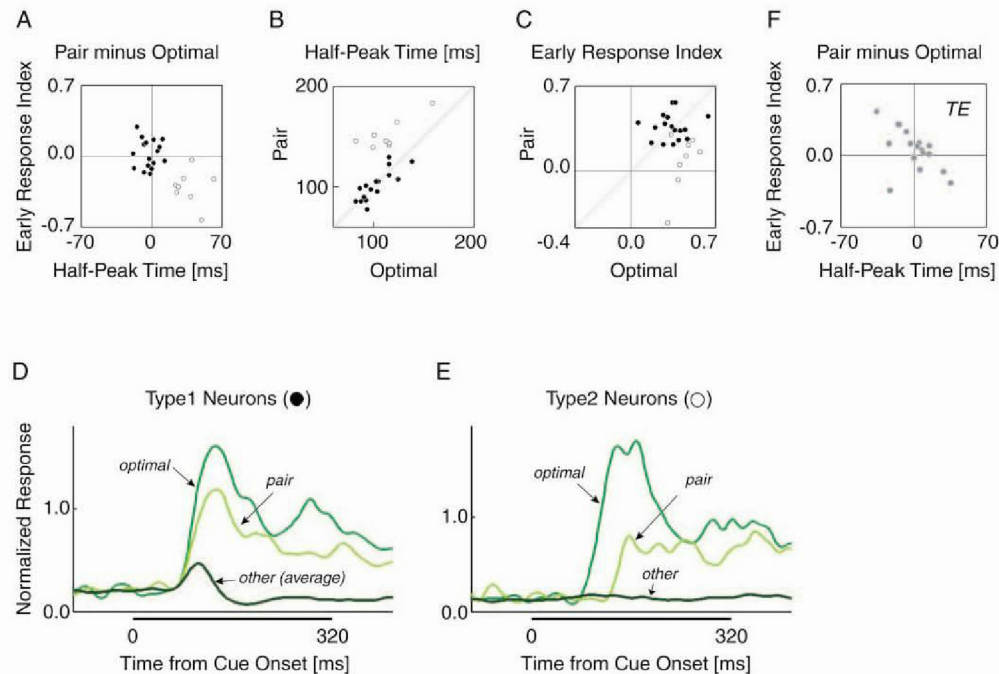 A
Pair minus Optimal
Early Response Index
0.7
0.0
-0.7
-70
0
70
Half-Peak Time [ms]
B
Half-Peak Time [ms]
Pair
200
100
100
200
Optimal
C
Early Response Index
Pair
0.7
0.0
-0.4
0.0
0.7
Optimal
F
Pair minus Optimal
Early Response Index
0.7
0.0
-0.7
TE
-70
0
70
Half-Peak Time [ms]
D
Type1 Neurons (●)
Normalized Response
1.0
0.0
optimal
pair
other (average)
0
320
Time from Cue Onset [ms]
E
Type2 Neurons (○)
1.0
0.0
optimal
pair
other
0
320
Time from Cue Onset [ms]